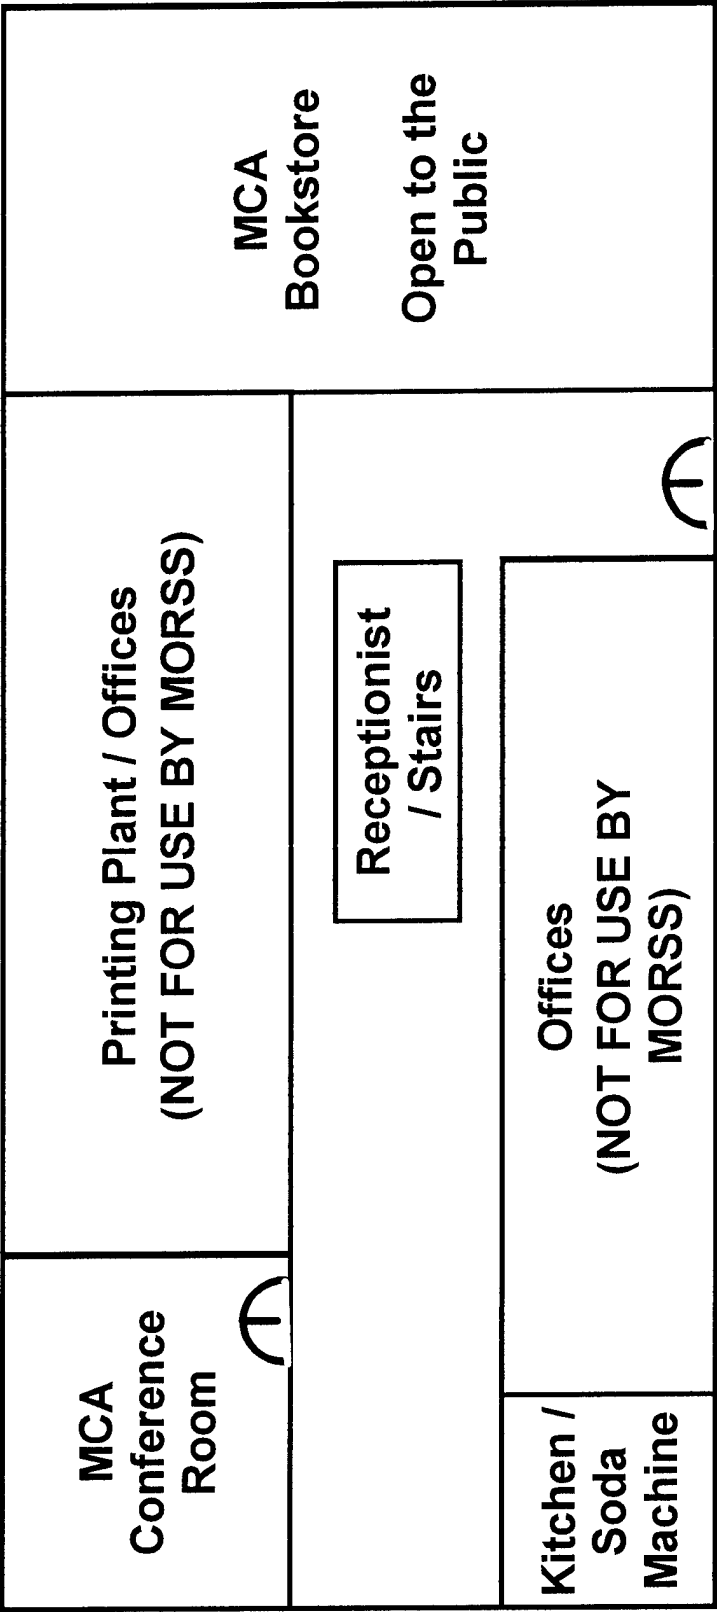 MCA
Conference
Room
Printing Plant / Offices
(NOT FOR USE BY MORSS)
MCA
Bookstore
Open to the
Public
Receptionist
/ Stairs
Kitchen /
Soda
Machine
Offices
(NOT FOR USE BY
MORSS)